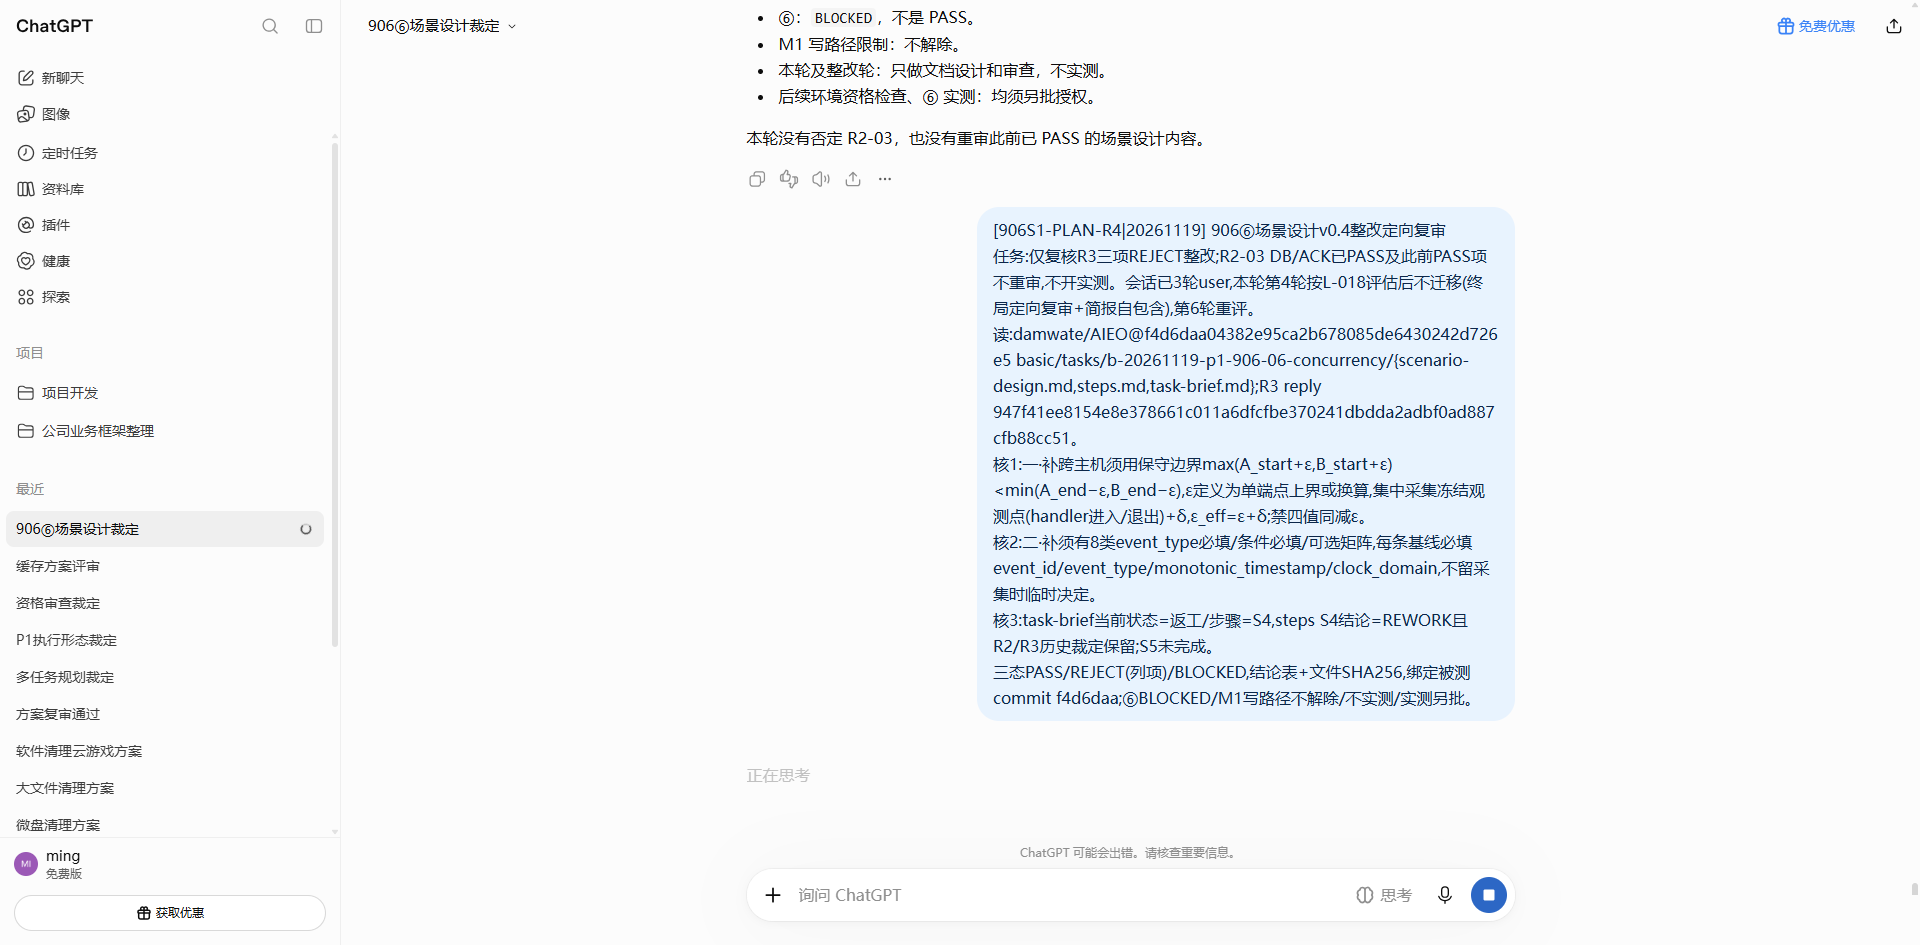 ChatGPT
新聊天
图像
定时任务
资料库
插件
健康
探索
项目
项目开发
公司业务框架整理
最近
906⑥场景设计裁定
缓存方案评审
资格审查裁定
P1执行形态裁定
多任务规划裁定
方案复审通过
软件清理云游戏方案
大文件清理方案
微盘清理方案
MI
ming
免费版
获取优惠
906⑥场景设计裁定
免费优惠
⑥： BLOCKED，不是 PASS。
M1 写路径限制：不解除。
本轮及整改轮：只做文档设计和审查，不实测。
后续环境资格检查、⑥ 实测：均须另批授权。
本轮没有否定 R2-03，也没有重审此前已 PASS 的场景设计内容。
[906S1-PLAN-R4|20261119] 906⑥场景设计v0.4整改定向复审
任务:仅复核R3三项REJECT整改;R2-03 DB/ACK已PASS及此前PASS项
不重审,不开实测。会话已3轮user,本轮第4轮按L-018评估后不迁移(终
局定向复审+简报自包含),第6轮重评。
读:damwate/AIEO@f4d6daa04382e95ca2b678085de6430242d726
e5 basic/tasks/b-20261119-p1-906-06-concurrency/{scenario-
design.md,steps.md,task-brief.md};R3 reply
947f41ee8154e8e378661c011a6dfcfbe370241dbdda2adbf0ad887
cfb88cc51。
核1:一·补跨主机须用保守边界max(A_start+ε,B_start+ε)
<min(A_end−ε,B_end−ε),ε定义为单端点上界或换算,集中采集冻结观
测点(handler进入/退出)+δ,ε_eff=ε+δ;禁四值同减ε。
核2:二·补须有8类event_type必填/条件必填/可选矩阵,每条基线必填
event_id/event_type/monotonic_timestamp/clock_domain,不留采
集时临时决定。
核3:task-brief当前状态=返工/步骤=S4,steps S4结论=REWORK且
R2/R3历史裁定保留;S5未完成。
三态PASS/REJECT(列项)/BLOCKED,结论表+文件SHA256,绑定被测
commit f4d6daa;⑥BLOCKED/M1写路径不解除/不实测/实测另批。
正在思考
ChatGPT 可能会出错。请核查重要信息。
询问 ChatGPT
思考